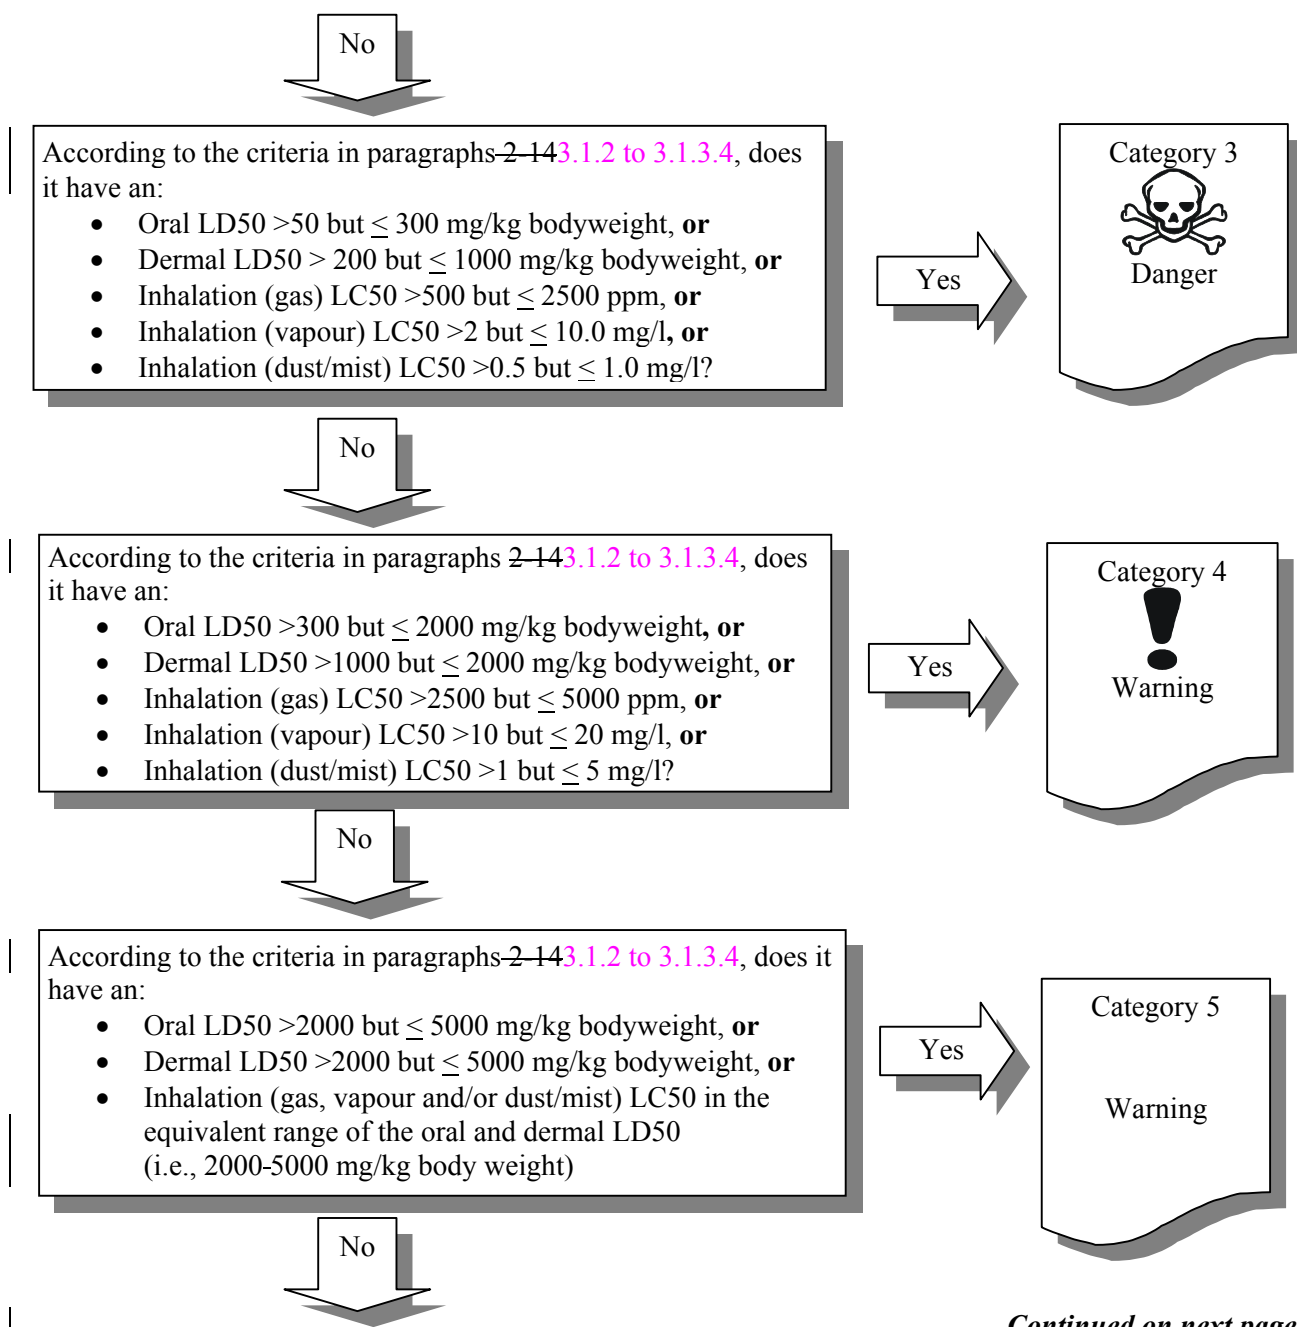 No
According to the criteria in paragraphs 2-143.1.2 to 3.1.3.4, does
it have an:
• Oral LD50 >50 but ≤ 300 mg/kg bodyweight, or
• Dermal LD50 > 200 but ≤ 1000 mg/kg bodyweight, or
• Inhalation (gas) LC50 >500 but ≤ 2500 ppm, or
• Inhalation (vapour) LC50 >2 but ≤ 10.0 mg/l, or
• Inhalation (dust/mist) LC50 >0.5 but ≤ 1.0 mg/l?
Yes
Category 3
Danger
No
According to the criteria in paragraphs 2-143.1.2 to 3.1.3.4, does
it have an:
• Oral LD50 >300 but ≤ 2000 mg/kg bodyweight, or
• Dermal LD50 >1000 but ≤ 2000 mg/kg bodyweight, or
• Inhalation (gas) LC50 >2500 but ≤ 5000 ppm, or
• Inhalation (vapour) LC50 >10 but ≤ 20 mg/l, or
• Inhalation (dust/mist) LC50 >1 but ≤ 5 mg/l?
Yes
Category 4
Warning
No
According to the criteria in paragraphs 2-143.1.2 to 3.1.3.4, does it
have an:
• Oral LD50 >2000 but ≤ 5000 mg/kg bodyweight, or
• Dermal LD50 >2000 but ≤ 5000 mg/kg bodyweight, or
• Inhalation (gas, vapour and/or dust/mist) LC50 in the
equivalent range of the oral and dermal LD50
(i.e., 2000-5000 mg/kg body weight)
Yes
Category 5
Warning
No
Continued on next page